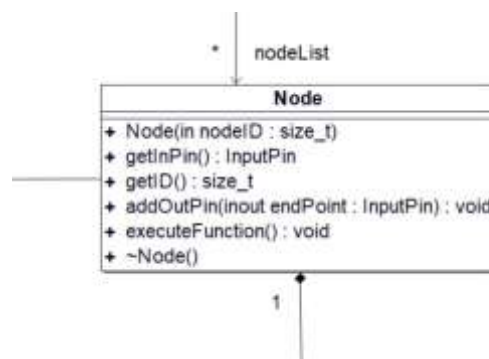 * nodeList
Node
+ Node(in nodeID : size_t)
+ getInPin() : InputPin
+ getID() : size_t
+ addOutPin(inout endPoint : InputPin) : void
+ executeFunction() : void
+ ~Node()
1